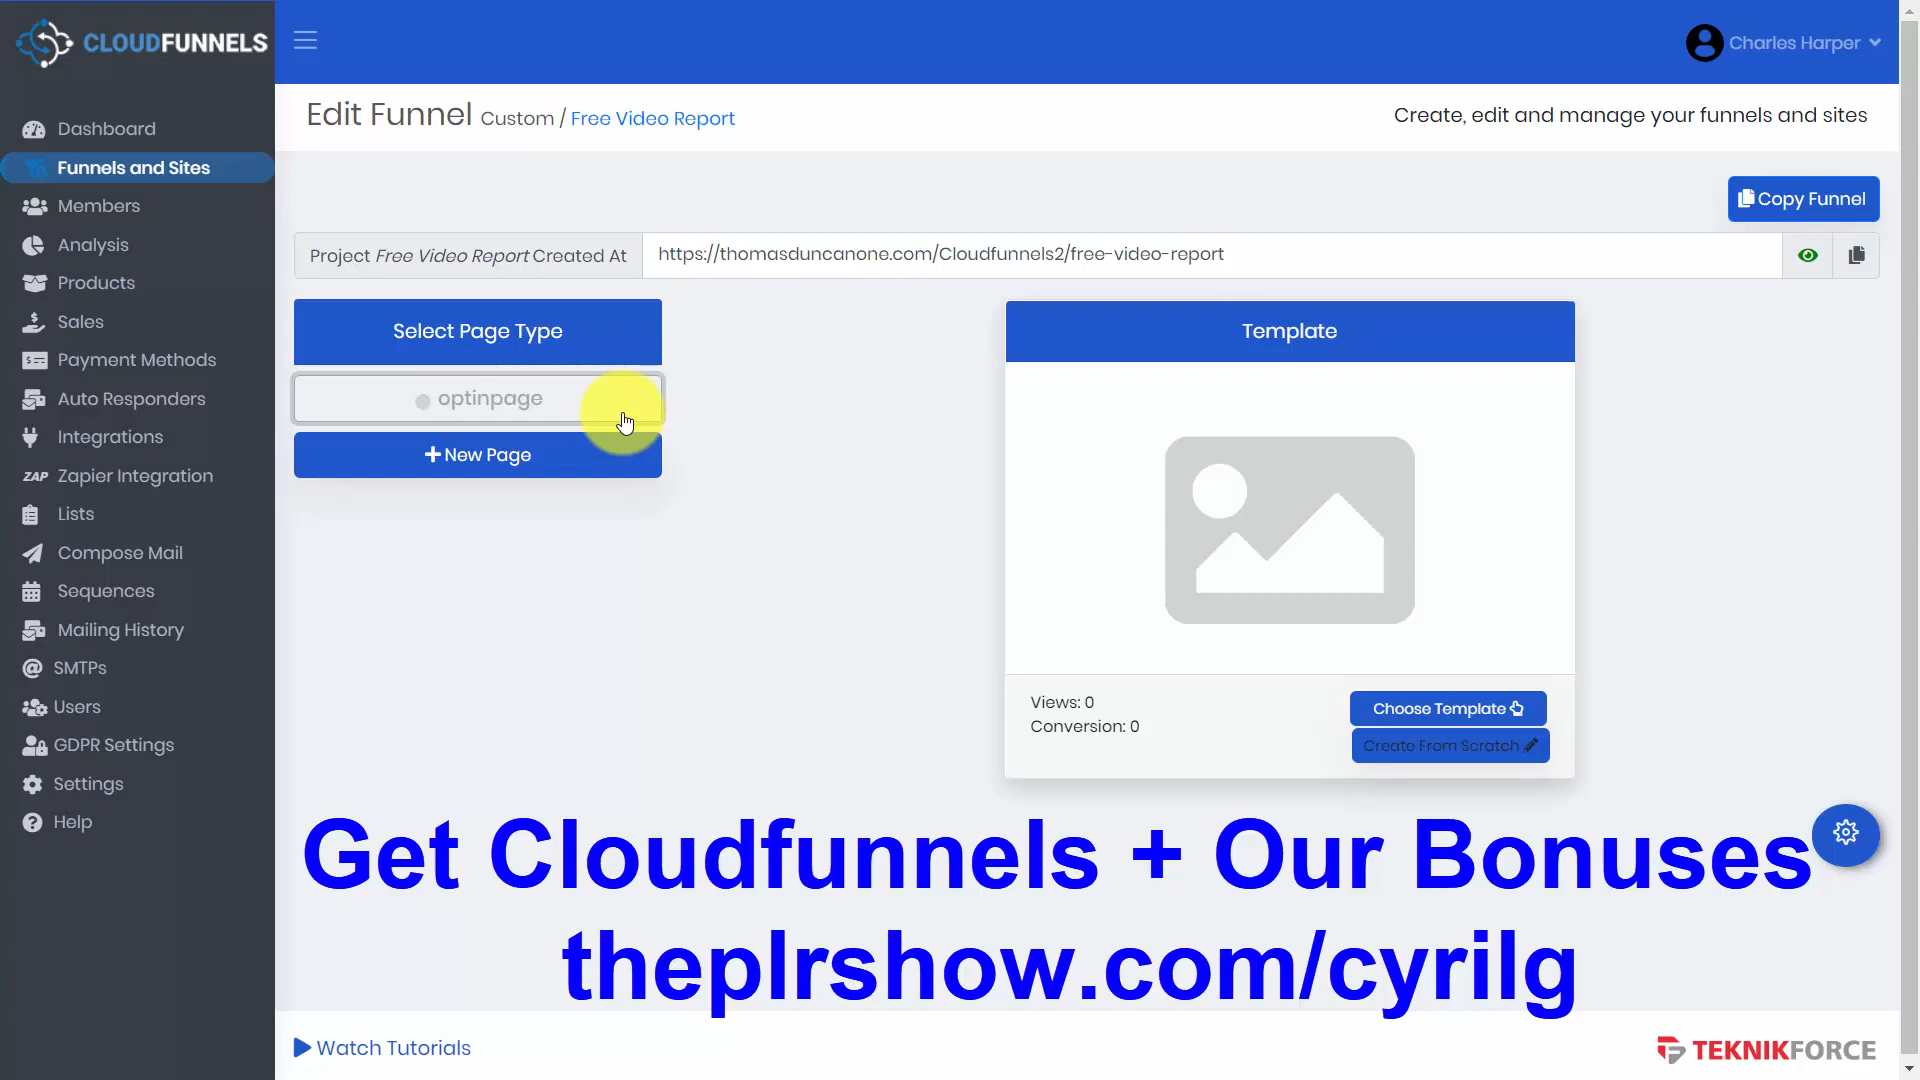 CLOUDFUNNELS
Charles Harper
Edit Funnel Custom / Free Video Report
Create, edit and manage your funnels and sites
Dashboard
Funnels and Sites
Members
Analysis
Products
Sales
Payment Methods
Auto Responders
Integrations
ZAP Zapier Integration
Lists
Compose Mail
Sequences
Mailing History
SMTPs
Users
GDPR Settings
Settings
Help
Copy Funnel
Project Free Video Report Created At
https://thomasduncanone.com/Cloudfunnels2/free-video-report
Select Page Type
optinpage
New Page
Template
Views: 0
Conversion: 0
Choose Template
Create From Scratch
Get Cloudfunnels + Our Bonuses
theplrshow.com/cyrilg
Watch Tutorials
TEKNIKFORCE